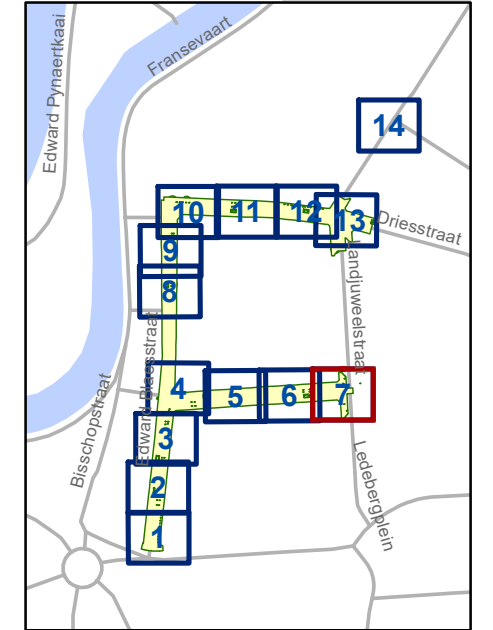 Edward Pynaertkaai
Fransevaart
14
10
11
12
13
Driesstraat
9
8
Landjuweelstraat
Edward Blaesstraat
Bisschopstraat
4
5
6
7
3
2
1
Ledebergplein